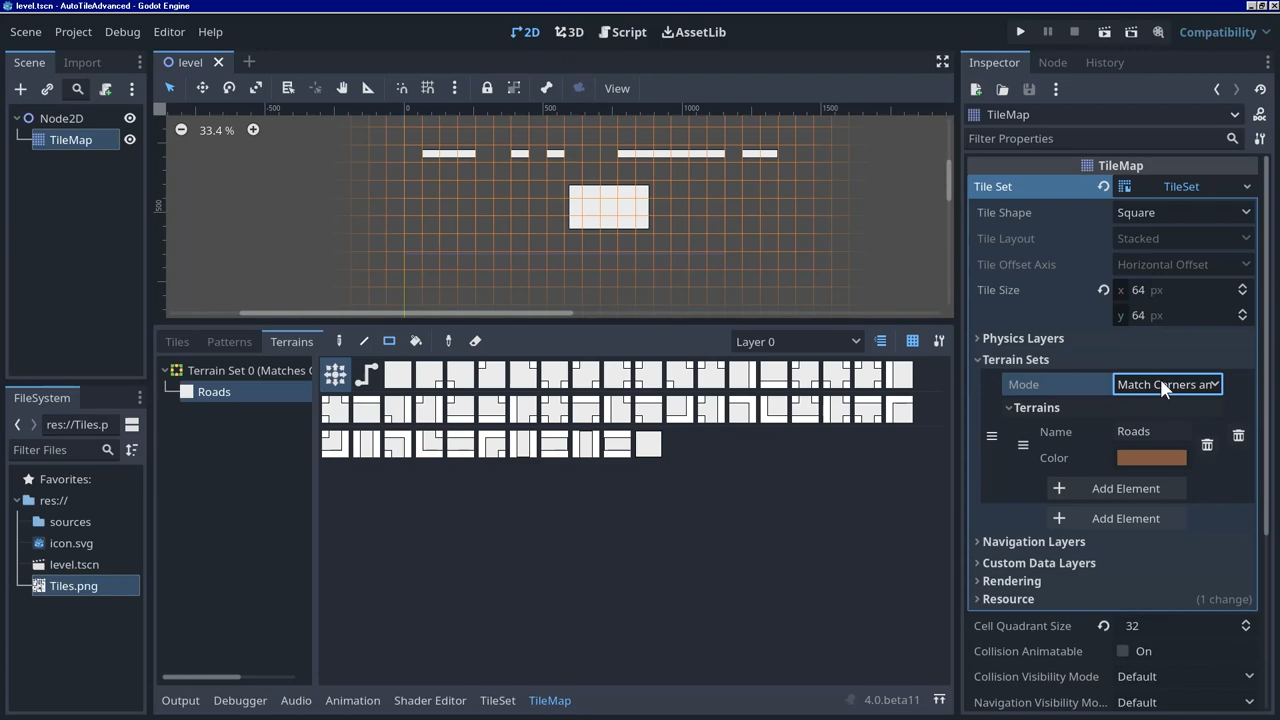 level.tscn - AutoTileAdvanced - Godot Engine
Scene Project Debug Editor Help 2D 3D Script AssetLib Compatibility
Scene Import
level
Inspector Node History
View
Node2D
TileMap
TileMap
Filter Properties
33.4 %
-500 0 500 1000 1500
500
TileMap
Tile Set TileSet
Tile Shape Square
Tile Layout Stacked
Tile Offset Axis Horizontal Offset
Tile Size x 64 px
y 64 px
Physics Layers
Terrain Sets
Mode Match Corners an
Terrains
Name Roads
Color
Add Element
Add Element
Navigation Layers
Custom Data Layers
Rendering
Resource (1 change)
Cell Quadrant Size 32
Collision Animatable On
Collision Visibility Mode Default
Navigation Visibility Mo... Default
Tiles Patterns Terrains Layer 0
Terrain Set 0 (Matches C
Roads
FileSystem
res://Tiles.p
Filter Files
Favorites:
res://
sources
icon.svg
level.tscn
Tiles.png
Output Debugger Audio Animation Shader Editor TileSet TileMap 4.0.beta11